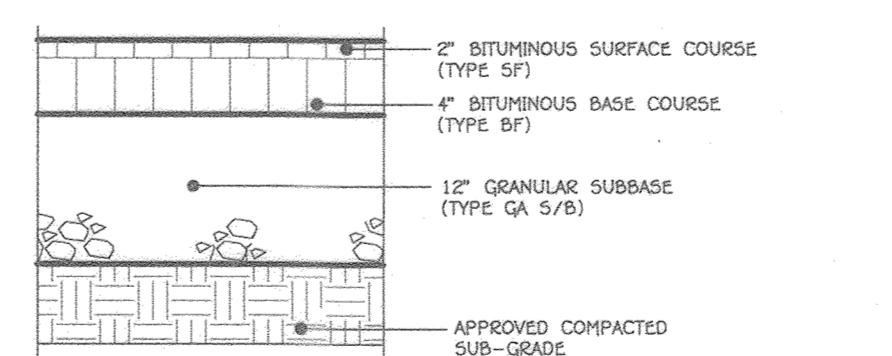 2" BITUMINOUS SURFACE COURSE
(TYPE SF)
4" BITUMINOUS BASE COURSE
(TYPE BF)
12" GRANULAR SUBBASE
(TYPE GA S/B)
APPROVED COMPACTED
SUB-GRADE